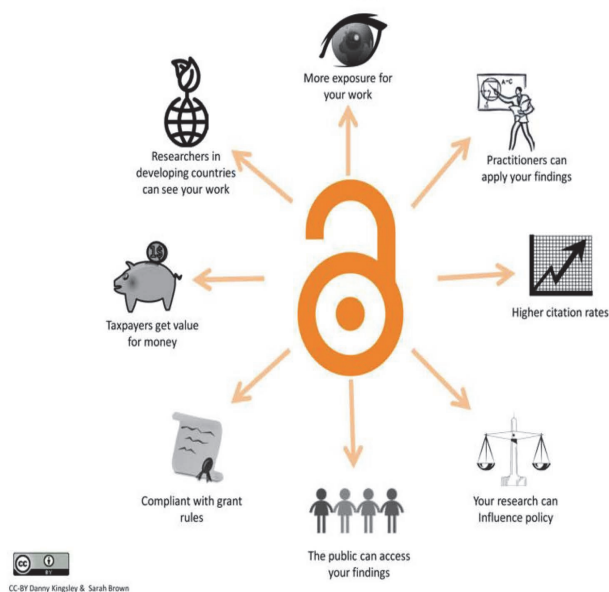 More exposure for
your work
Practitioners can
apply your findings
Higher citation rates
Your research can
Influence policy
The public can access
your findings
Compliant with grant
rules
Taxpayers get value
for money
Researchers in
developing countries
can see your work
cc
BY
CC-BY Danny Kingsley & Sarah Brown